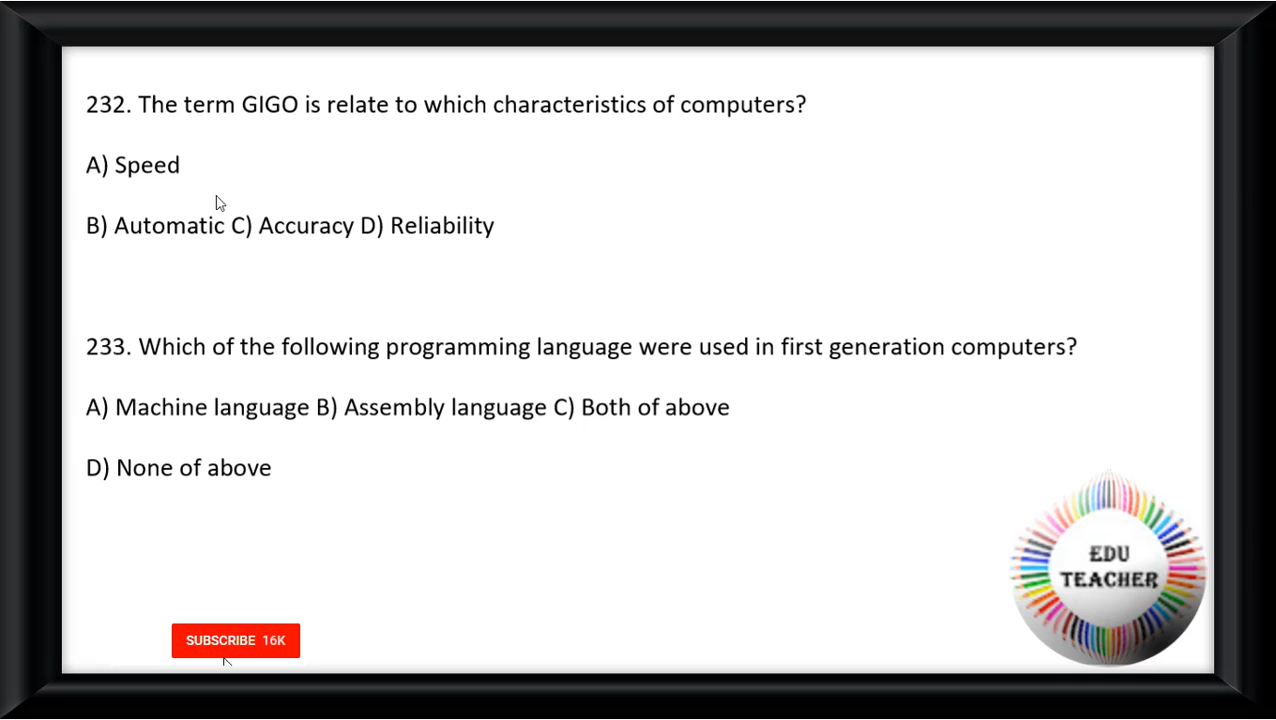 232. The term GIGO is relate to which characteristics of computers?
A) Speed
B) Automatic C) Accuracy D) Reliability
233. Which of the following programming language were used in first generation computers?
A) Machine language B) Assembly language C) Both of above
D) None of above
EDU
TEACHER
SUBSCRIBE 16K